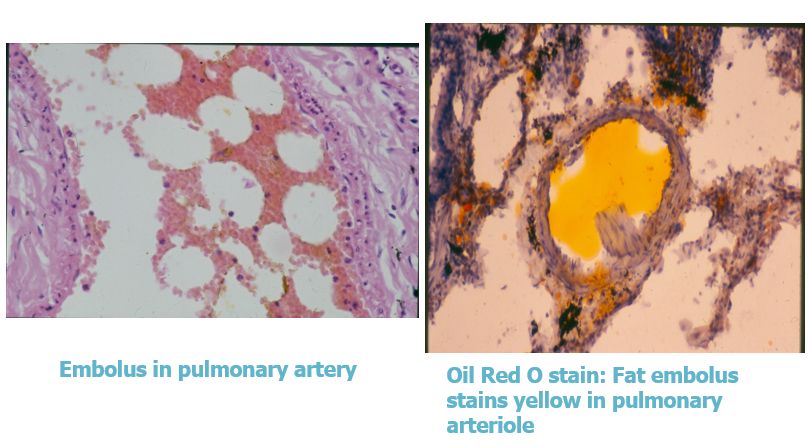 Embolus in pulmonary artery
Oil Red O stain: Fat embolus
stains yellow in pulmonary
arteriole